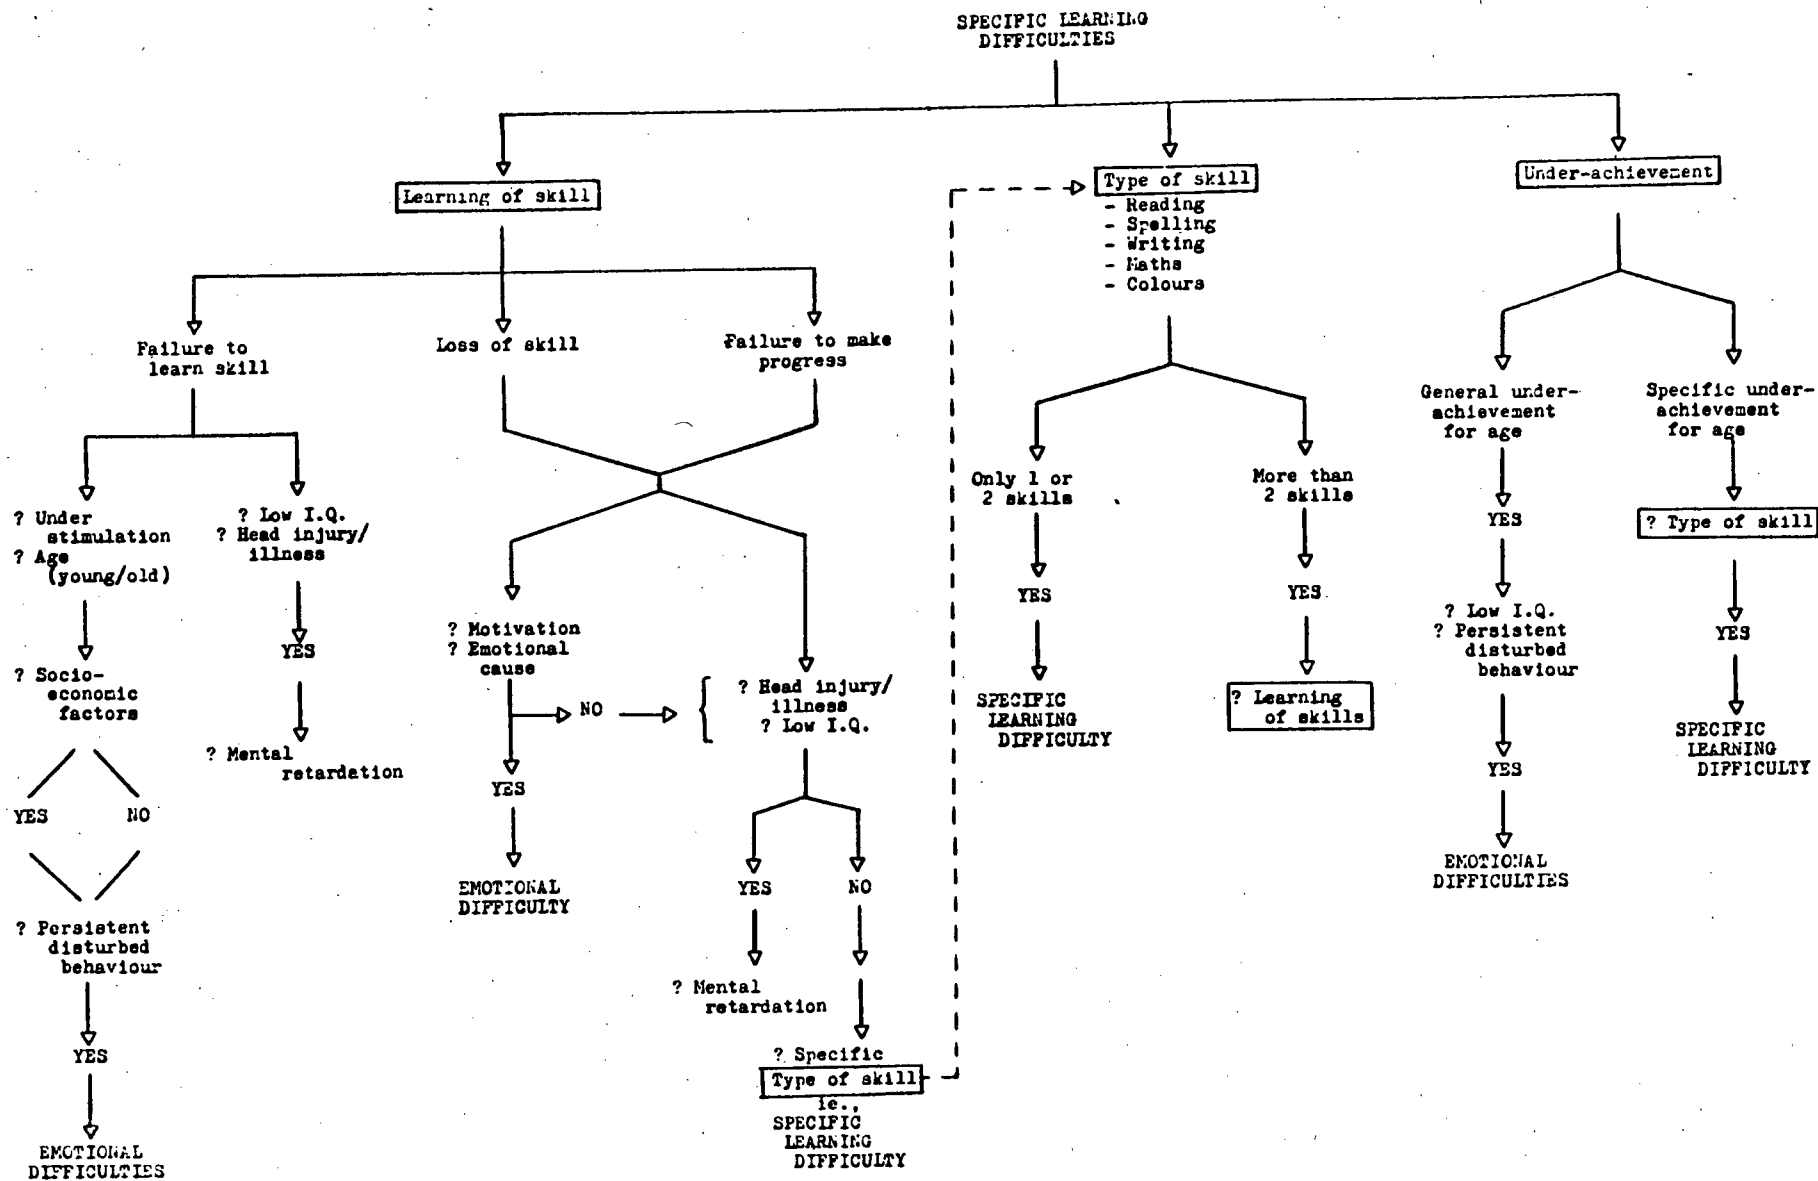 SPECIFIC LEARNING
DIFFICULTIES
Learning of skill
Failure to
learn skill
Loss of skill
Failure to make
progress
? Under
stimulation
? Age
(young/old)
? Socio-
economic
factors
YES
NO
? Persistent
disturbed
behaviour
YES
EMOTIONAL
DIFFICULTIES
? Low I.Q.
? Head injury/
illness
YES
? Mental
retardation
? Motivation
? Emotional
cause
NO
YES
EMOTIONAL
DIFFICULTY
? Head injury/
illness
? Low I.Q.
YES
NO
? Mental
retardation
? Specific
Type of skill
ie.,
SPECIFIC
LEARNING
DIFFICULTY
Type of skill
- Reading
- Spelling
- Writing
- Maths
- Colours
Only 1 or
2 skills
YES
SPECIFIC
LEARNING
DIFFICULTY
More than
2 skills
YES
? Learning
of skills
Under-achievement
General under-
achievement
for age
YES
? Low I.Q.
? Persistent
disturbed
behaviour
YES
EMOTIONAL
DIFFICULTIES
Specific under-
achievement
for age
? Type of skill
YES
SPECIFIC
LEARNING
DIFFICULTY